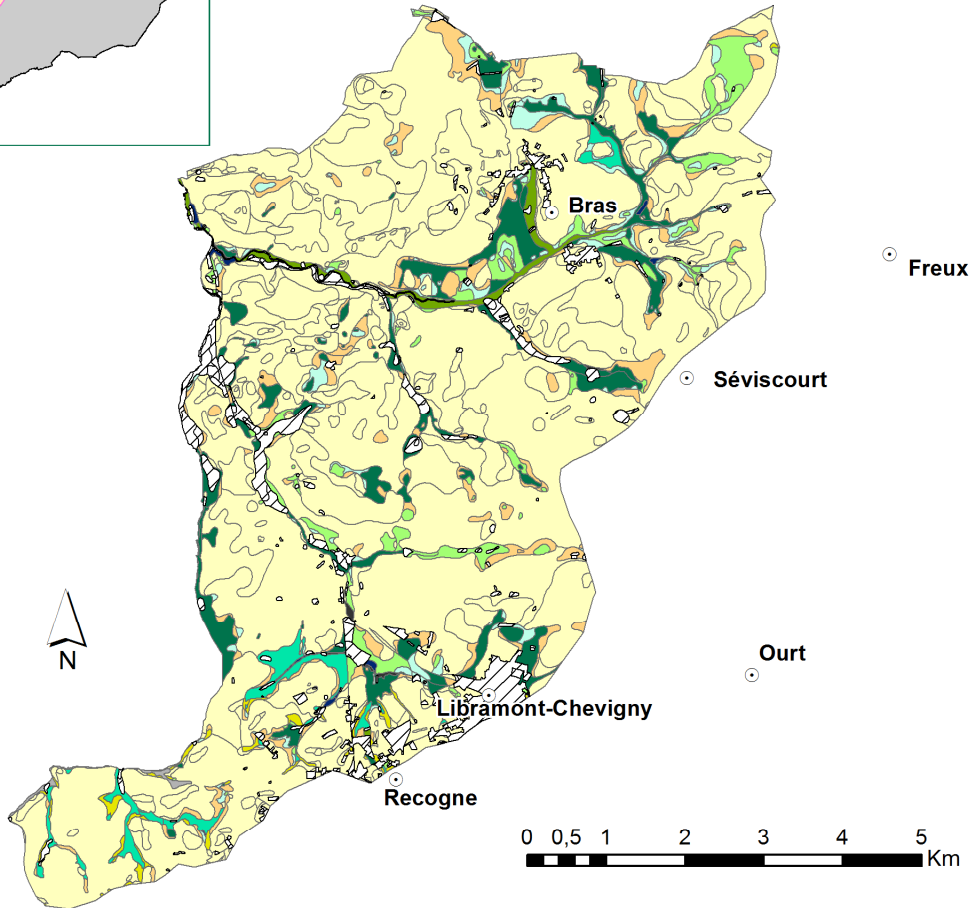 Bras
Freux
Séviscourt
N
Ourt
Libramont-Chevigny
Recogne
0 0,5 1 2 3 4 5
Km